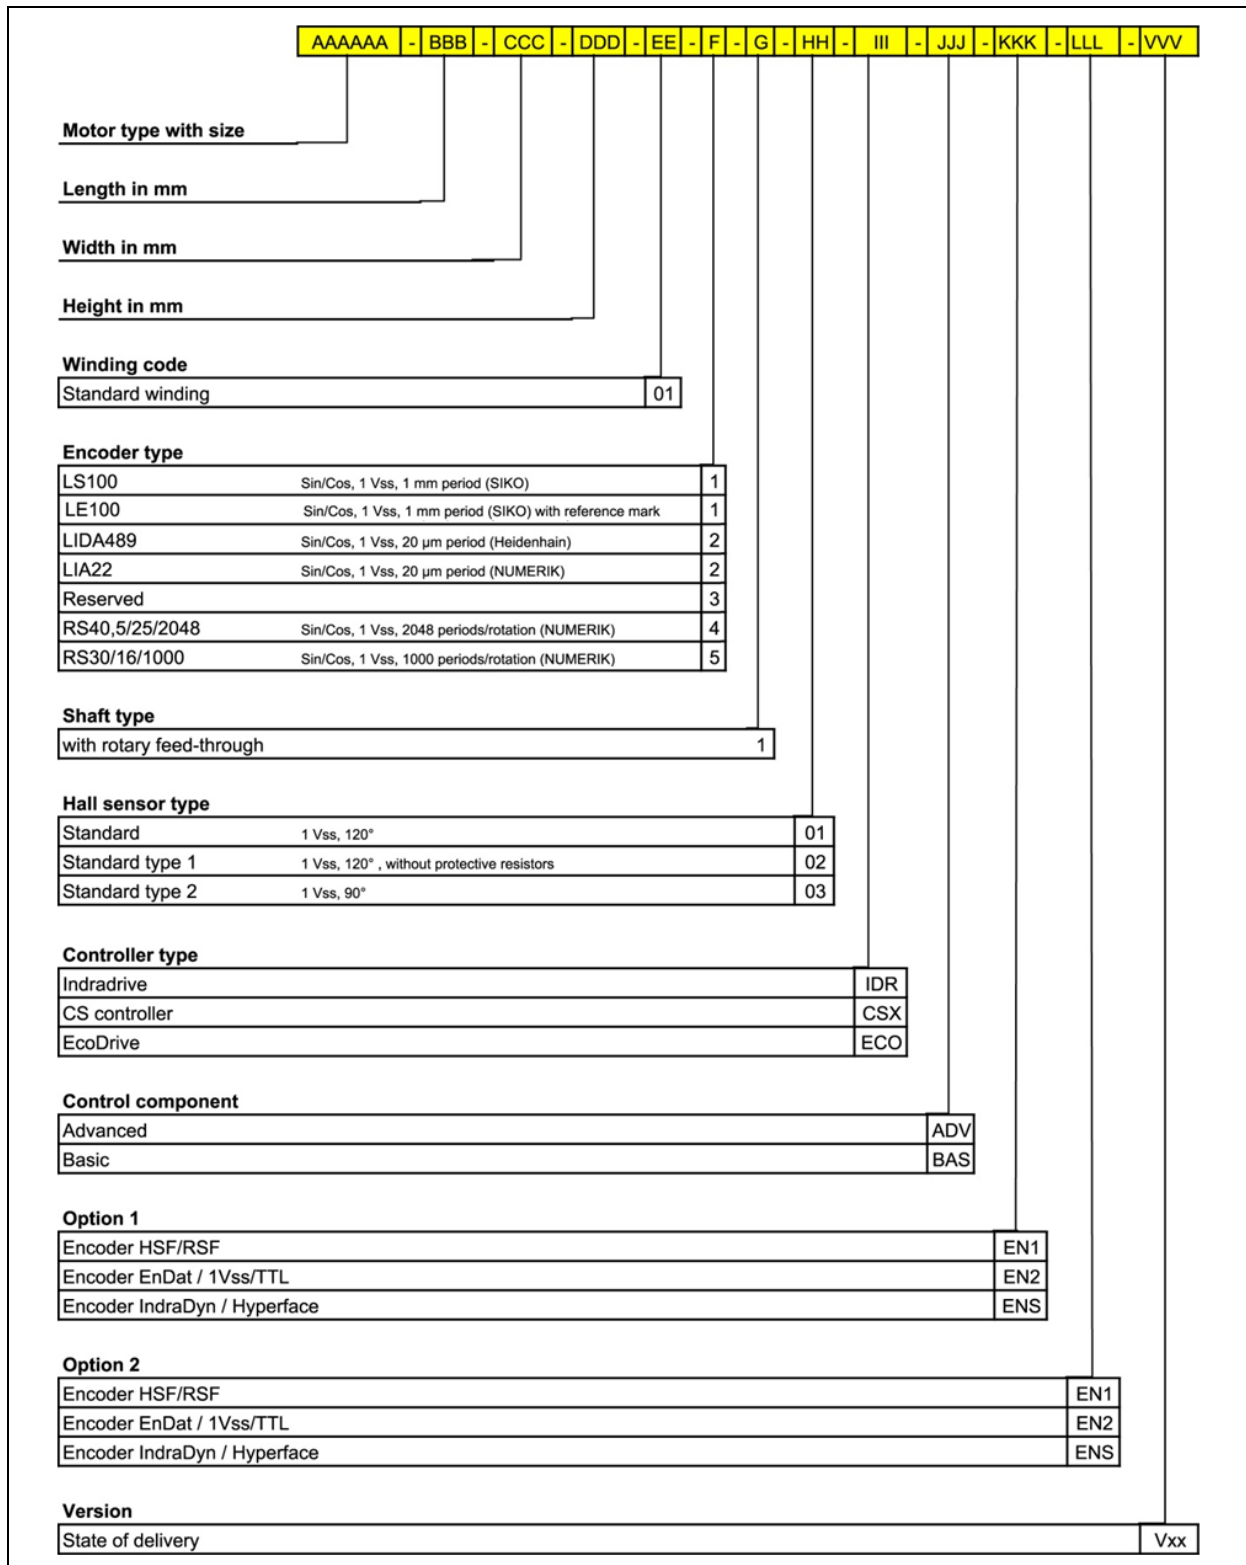 AAAAAA - BBB - CCC - DDD - EE - F - G - HH - III - JJJ - KKK - LLL - VVV
Motor type with size
Length in mm
Width in mm
Height in mm
Winding code
Standard winding 01
Encoder type
LS100 Sin/Cos, 1 Vss, 1 mm period (SIKO) 1
LE100 Sin/Cos, 1 Vss, 1 mm period (SIKO) with reference mark 1
LIDA489 Sin/Cos, 1 Vss, 20 µm period (Heidenhain) 2
LIA22 Sin/Cos, 1 Vss, 20 µm period (NUMERIK) 2
Reserved 3
RS40,5/25/2048 Sin/Cos, 1 Vss, 2048 periods/rotation (NUMERIK) 4
RS30/16/1000 Sin/Cos, 1 Vss, 1000 periods/rotation (NUMERIK) 5
Shaft type
with rotary feed-through 1
Hall sensor type
Standard 1 Vss, 120° 01
Standard type 1 1 Vss, 120° , without protective resistors 02
Standard type 2 1 Vss, 90° 03
Controller type
Indradrive IDR
CS controller CSX
EcoDrive ECO
Control component
Advanced ADV
Basic BAS
Option 1
Encoder HSF/RSF EN1
Encoder EnDat / 1Vss/TTL EN2
Encoder IndraDyn / Hyperface ENS
Option 2
Encoder HSF/RSF EN1
Encoder EnDat / 1Vss/TTL EN2
Encoder IndraDyn / Hyperface ENS
Version
State of delivery Vxx